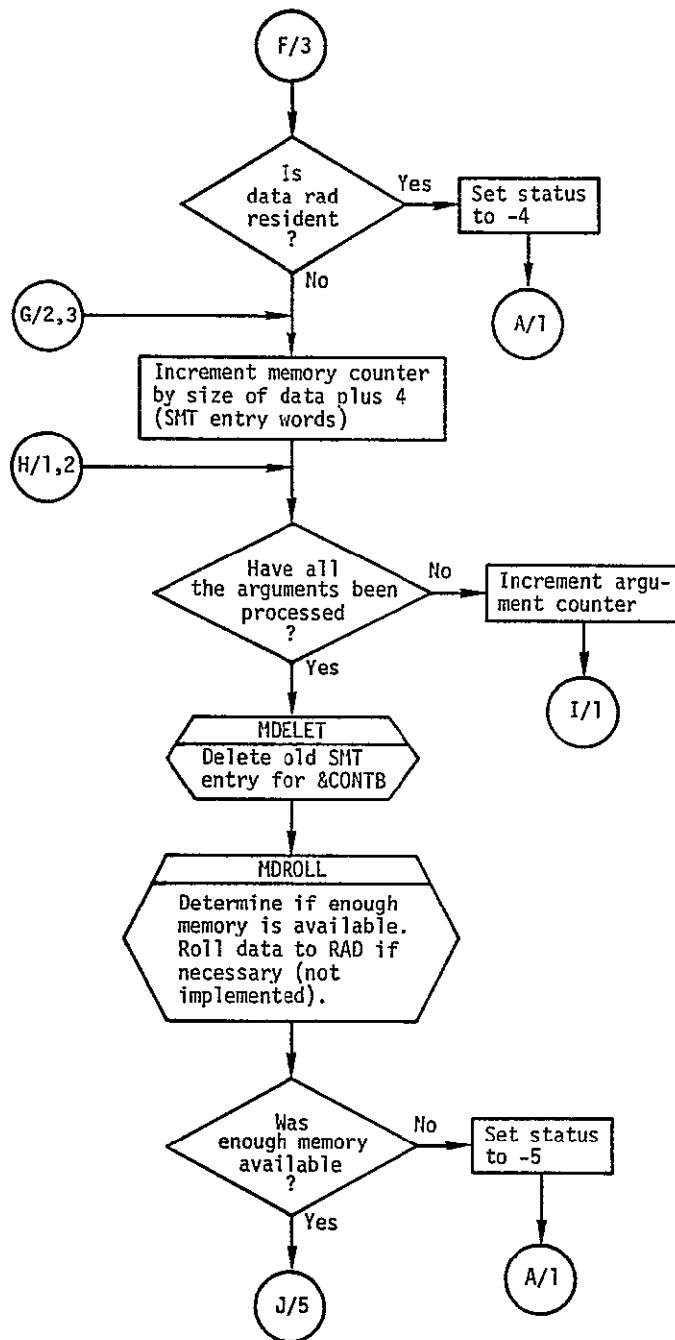 F/3
Is
data rad
resident
?
Yes
Set status
to -4
No
A/1
G/2,3
Increment memory counter
by size of data plus 4
(SMT entry words)
H/1,2
Have all
the arguments been
processed
?
No
Increment argu-
ment counter
Yes
I/1
MDELET
Delete old SMT
entry for &CONTB
MDROLL
Determine if enough
memory is available.
Roll data to RAD if
necessary (not
implemented).
Was
enough memory
available
?
No
Set status
to -5
Yes
A/1
J/5